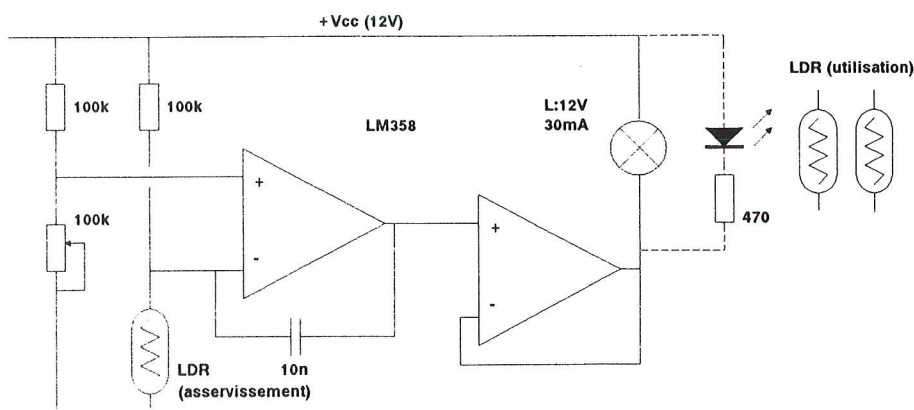 +Vcc (12V)
LDR (utilisation)
100k
100k
L:12V
30mA
LM358
+
100k
+
470
-
-
10n
LDR
(asservissement)